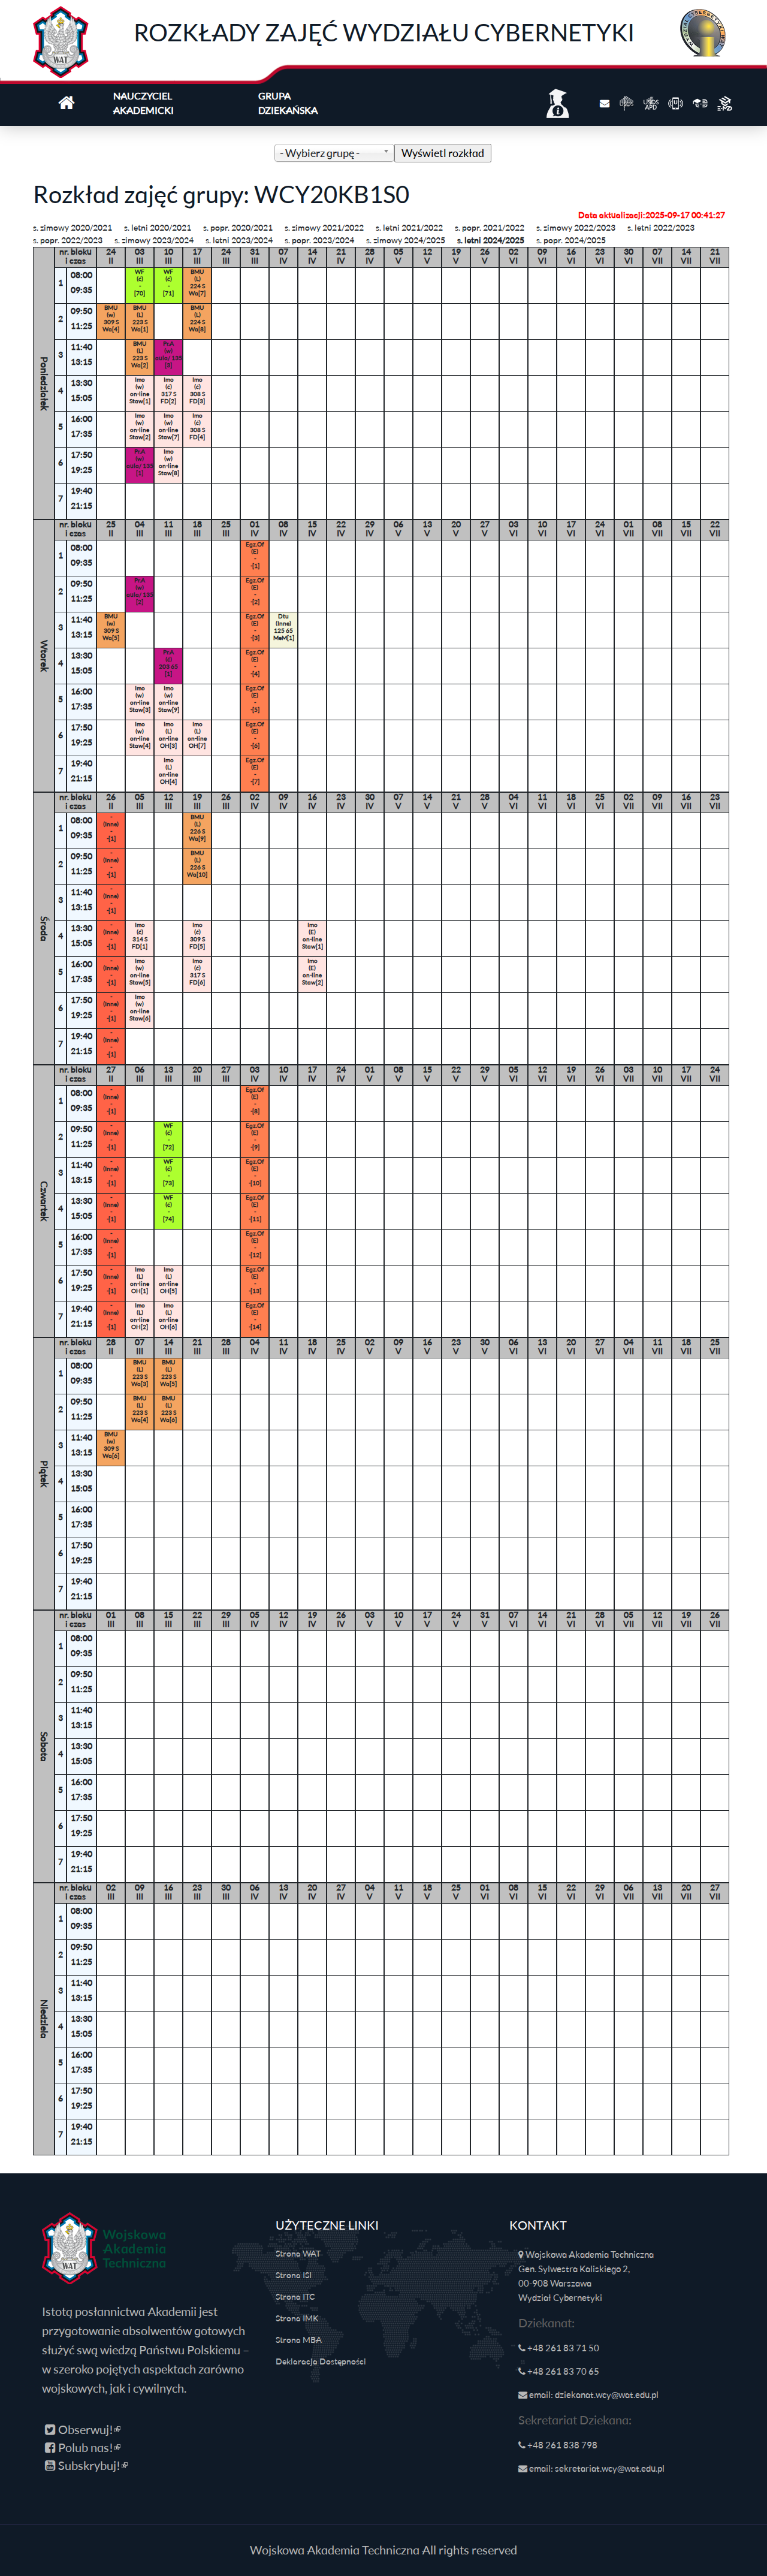 ROZKŁADY ZAJĘĆ WYDZIAŁU CYBERNETYKI
NAUCZYCIEL AKADEMICKI
GRUPA DZIEKAŃSKA
- Wybierz grupę -
Wyświetl rozkład
Rozkład zajęć grupy: WCY20KB1S0
Data aktualizacji:2025-09-17 00:41:27
s. zimowy 2020/2021 s. letni 2020/2021 s. popr. 2020/2021 s. zimowy 2021/2022 s. letni 2021/2022 s. popr. 2021/2022 s. zimowy 2022/2023 s. letni 2022/2023
s. popr. 2022/2023 s. zimowy 2023/2024 s. letni 2023/2024 s. popr. 2023/2024 s. zimowy 2024/2025 s. letni 2024/2025 s. popr. 2024/2025
Poniedziałek
nr. bloku i czas 24 II 03 III 10 III 17 III 24 III 31 III 07 IV 14 IV 21 IV 28 IV 05 V 12 V 19 V 26 V 02 VI 09 VI 16 VI 23 VI 30 VI 07 VII 14 VII 21 VII
1 08:00 09:35 WF (ć) - [70] WF (ć) - [71] BMU (L) 224 S Wa[7]
2 09:50 11:25 BMU (w) 309 S Wa[4] BMU (L) 223 S Wa[1] BMU (L) 224 S Wa[8]
3 11:40 13:15 BMU (L) 223 S Wa[2] PrA (w) aula/ 135 [3]
4 13:30 15:05 Imo (w) on-line Staw[1] Imo (ć) 317 S FD[2] Imo (ć) 308 S FD[3]
5 16:00 17:35 Imo (w) on-line Staw[2] Imo (w) on-line Staw[7] Imo (ć) 308 S FD[4]
6 17:50 19:25 PrA (w) aula/ 135 [1] Imo (w) on-line Staw[8]
7 19:40 21:15
Wtorek
nr. bloku i czas 25 II 04 III 11 III 18 III 25 III 01 IV 08 IV 15 IV 22 IV 29 IV 06 V 13 V 20 V 27 V 03 VI 10 VI 17 VI 24 VI 01 VII 08 VII 15 VII 22 VII
1 08:00 09:35 Egz.Of (E) - -[1]
2 09:50 11:25 PrA (w) aula/ 135 [2] Egz.Of (E) - -[2]
3 11:40 13:15 BMU (w) 309 S Wa[5] Egz.Of (E) - -[3] Dtu (Inne) 125 65 MaM[1]
4 13:30 15:05 PrA (ć) 203 65 [1] Egz.Of (E) - -[4]
5 16:00 17:35 Imo (w) on-line Staw[3] Imo (w) on-line Staw[9] Egz.Of (E) - -[5]
6 17:50 19:25 Imo (w) on-line Staw[4] Imo (L) on-line OH[3] Imo (L) on-line OH[7] Egz.Of (E) - -[6]
7 19:40 21:15 Imo (L) on-line OH[4] Egz.Of (E) - -[7]
Środa
nr. bloku i czas 26 II 05 III 12 III 19 III 26 III 02 IV 09 IV 16 IV 23 IV 30 IV 07 V 14 V 21 V 28 V 04 VI 11 VI 18 VI 25 VI 02 VII 09 VII 16 VII 23 VII
1 08:00 09:35 - (Inne) - -[1] BMU (L) 226 S Wa[9]
2 09:50 11:25 - (Inne) - -[1] BMU (L) 226 S Wa[10]
3 11:40 13:15 - (Inne) - -[1]
4 13:30 15:05 - (Inne) - -[1] Imo (ć) 314 S FD[1] Imo (ć) 309 S FD[5] Imo (E) on-line Staw[1]
5 16:00 17:35 - (Inne) - -[1] Imo (w) on-line Staw[5] Imo (ć) 317 S FD[6] Imo (E) on-line Staw[2]
6 17:50 19:25 - (Inne) - -[1] Imo (w) on-line Staw[6]
7 19:40 21:15 - (Inne) - -[1]
Czwartek
nr. bloku i czas 27 II 06 III 13 III 20 III 27 III 03 IV 10 IV 17 IV 24 IV 01 V 08 V 15 V 22 V 29 V 05 VI 12 VI 19 VI 26 VI 03 VII 10 VII 17 VII 24 VII
1 08:00 09:35 - (Inne) - -[1] Egz.Of (E) - -[8]
2 09:50 11:25 - (Inne) - -[1] WF (ć) - [72] Egz.Of (E) - -[9]
3 11:40 13:15 - (Inne) - -[1] WF (ć) - [73] Egz.Of (E) - -[10]
4 13:30 15:05 - (Inne) - -[1] WF (ć) - [74] Egz.Of (E) - -[11]
5 16:00 17:35 - (Inne) - -[1] Egz.Of (E) - -[12]
6 17:50 19:25 - (Inne) - -[1] Imo (L) on-line OH[1] Imo (L) on-line OH[5] Egz.Of (E) - -[13]
7 19:40 21:15 - (Inne) - -[1] Imo (L) on-line OH[2] Imo (L) on-line OH[6] Egz.Of (E) - -[14]
Piątek
nr. bloku i czas 28 II 07 III 14 III 21 III 28 III 04 IV 11 IV 18 IV 25 IV 02 V 09 V 16 V 23 V 30 V 06 VI 13 VI 20 VI 27 VI 04 VII 11 VII 18 VII 25 VII
1 08:00 09:35 BMU (L) 223 S Wa[3] BMU (L) 223 S Wa[5]
2 09:50 11:25 BMU (L) 223 S Wa[4] BMU (L) 223 S Wa[6]
3 11:40 13:15 BMU (w) 309 S Wa[6]
4 13:30 15:05
5 16:00 17:35
6 17:50 19:25
7 19:40 21:15
Sobota
nr. bloku i czas 01 III 08 III 15 III 22 III 29 III 05 IV 12 IV 19 IV 26 IV 03 V 10 V 17 V 24 V 31 V 07 VI 14 VI 21 VI 28 VI 05 VII 12 VII 19 VII 26 VII
1 08:00 09:35
2 09:50 11:25
3 11:40 13:15
4 13:30 15:05
5 16:00 17:35
6 17:50 19:25
7 19:40 21:15
Niedziela
nr. bloku i czas 02 III 09 III 16 III 23 III 30 III 06 IV 13 IV 20 IV 27 IV 04 V 11 V 18 V 25 V 01 VI 08 VI 15 VI 22 VI 29 VI 06 VII 13 VII 20 VII 27 VII
1 08:00 09:35
2 09:50 11:25
3 11:40 13:15
4 13:30 15:05
5 16:00 17:35
6 17:50 19:25
7 19:40 21:15
WAT
Wojskowa
Akademia
Techniczna
Istotą posłannictwa Akademii jest
przygotowanie absolwentów gotowych
służyć swą wiedzą Państwu Polskiemu –
w szeroko pojętych aspektach zarówno
wojskowych, jak i cywilnych.
Obserwuj!
Polub nas!
Subskrybuj!
UŻYTECZNE LINKI
Strona WAT
Strona ISI
Strona ITC
Strona IMK
Strona MBA
Deklaracja Dostępności
KONTAKT
Wojskowa Akademia Techniczna
Gen. Sylwestra Kaliskiego 2,
00-908 Warszawa
Wydział Cybernetyki
Dziekanat:
+48 261 83 71 50
+48 261 83 70 65
email: dziekanat.wcy@wat.edu.pl
Sekretariat Dziekana:
+48 261 838 798
email: sekretariat.wcy@wat.edu.pl
Wojskowa Akademia Techniczna All rights reserved